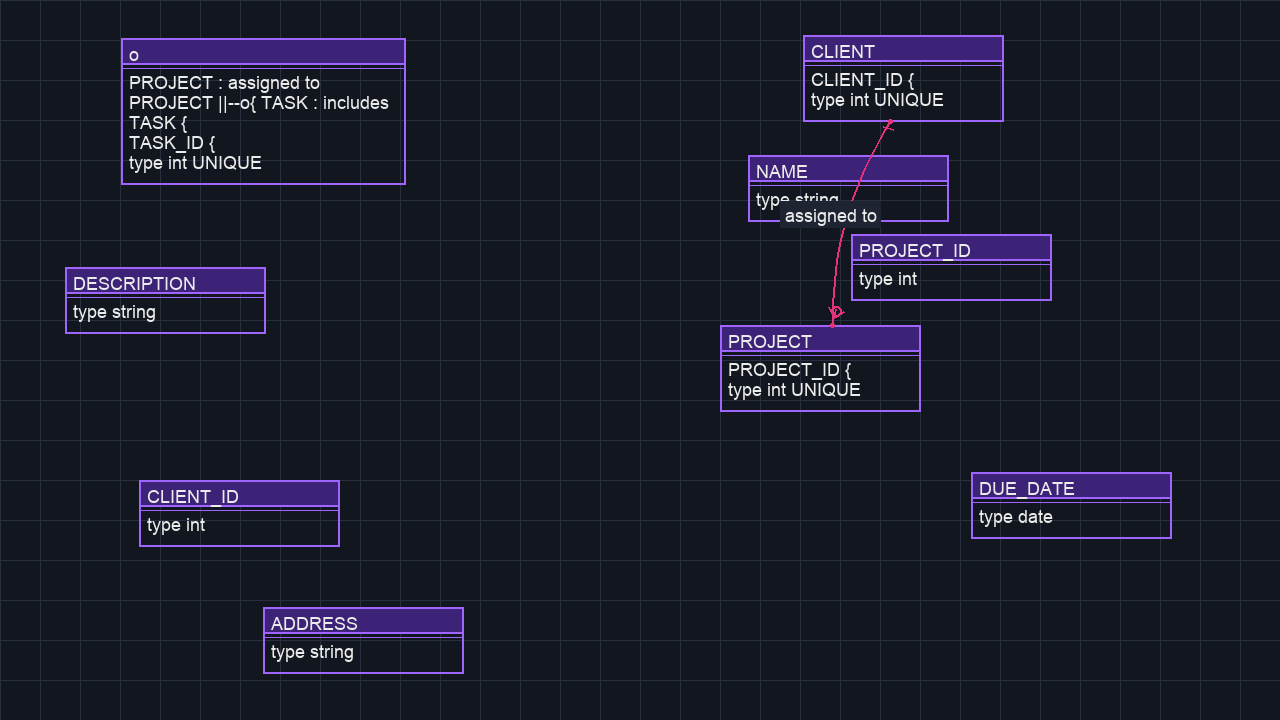 o
PROJECT : assigned to
PROJECT ||--o{ TASK : includes
TASK {
TASK_ID {
type int UNIQUE
CLIENT
CLIENT_ID {
type int UNIQUE
NAME
type string
assigned to
PROJECT_ID
type int
DESCRIPTION
type string
PROJECT
PROJECT_ID {
type int UNIQUE
CLIENT_ID
type int
DUE_DATE
type date
ADDRESS
type string